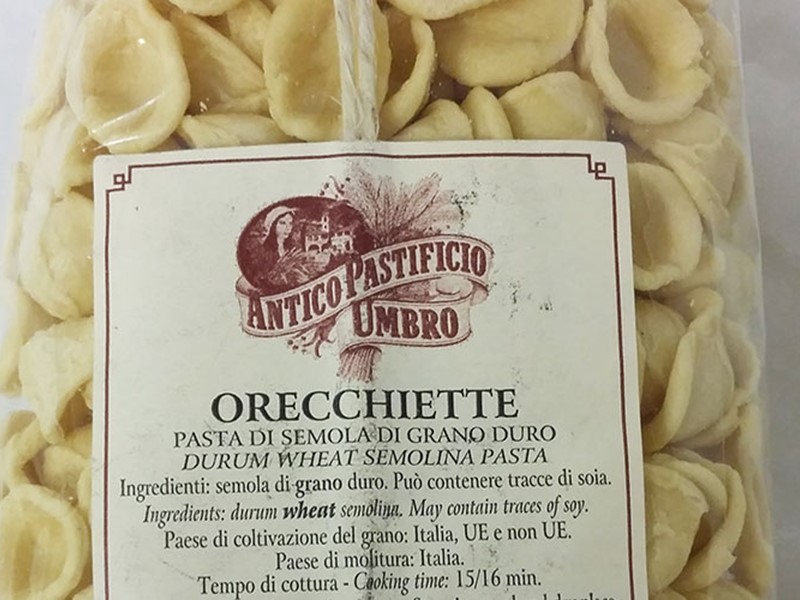 ANTICO PASTIFICIO
UMBRO
ORECCHIETTE
PASTA DI SEMOLA DI GRANO DURO
DURUM WHEAT SEMOLINA PASTA
Ingredienti: semola di grano duro. Può contenere tracce di soia.
Ingredients: durum wheat semolina. May contain traces of soy.
Paese di coltivazione del grano: Italia, UE e non UE.
Paese di molitura: Italia.
Tempo di cottura - Cooking time: 15/16 min.